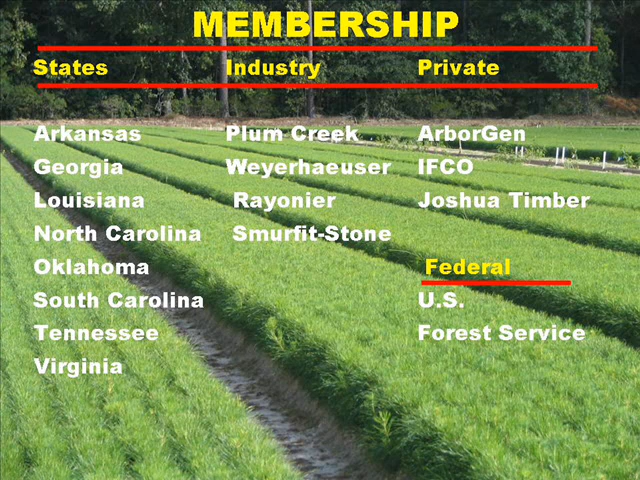 MEMBERSHIP
States Industry Private
Arkansas Plum Creek ArborGen
Georgia Weyerhaeuser IFCO
Louisiana Rayonier Joshua Timber
North Carolina Smurfit-Stone
Oklahoma Federal
South Carolina U.S.
Tennessee Forest Service
Virginia